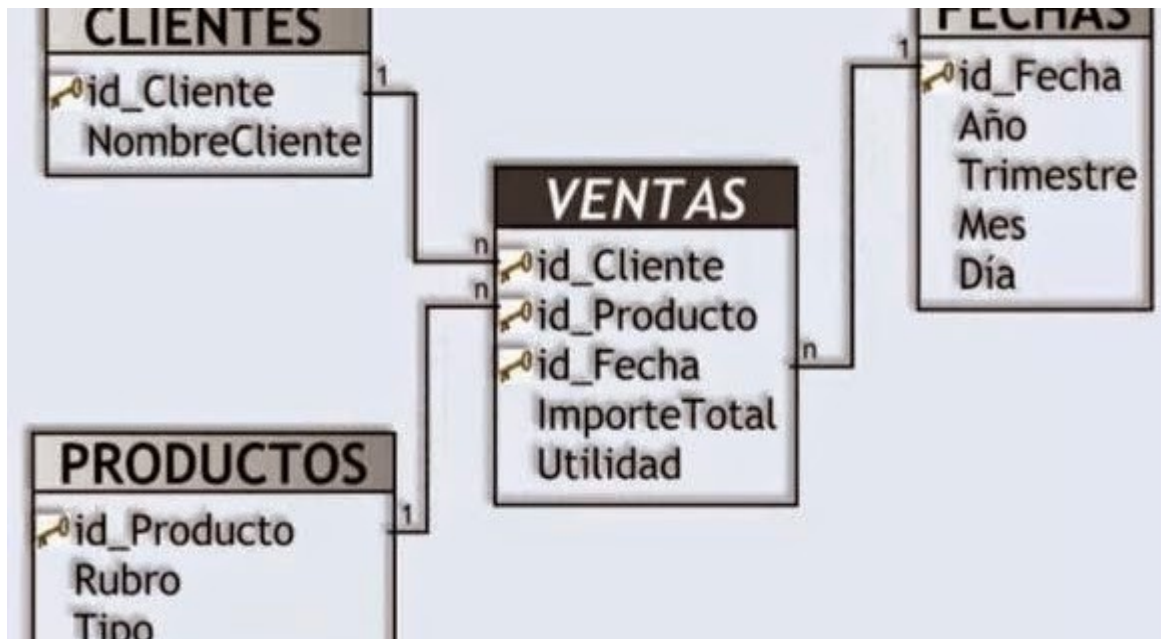 CLIENTES
id_Cliente
NombreCliente
1
FECHAS
1
id_Fecha
Año
Trimestre
Mes
Día
VENTAS
n
id_Cliente
n
id_Producto
id_Fecha
n
ImporteTotal
Utilidad
PRODUCTOS
id_Producto
1
Rubro
Tipo